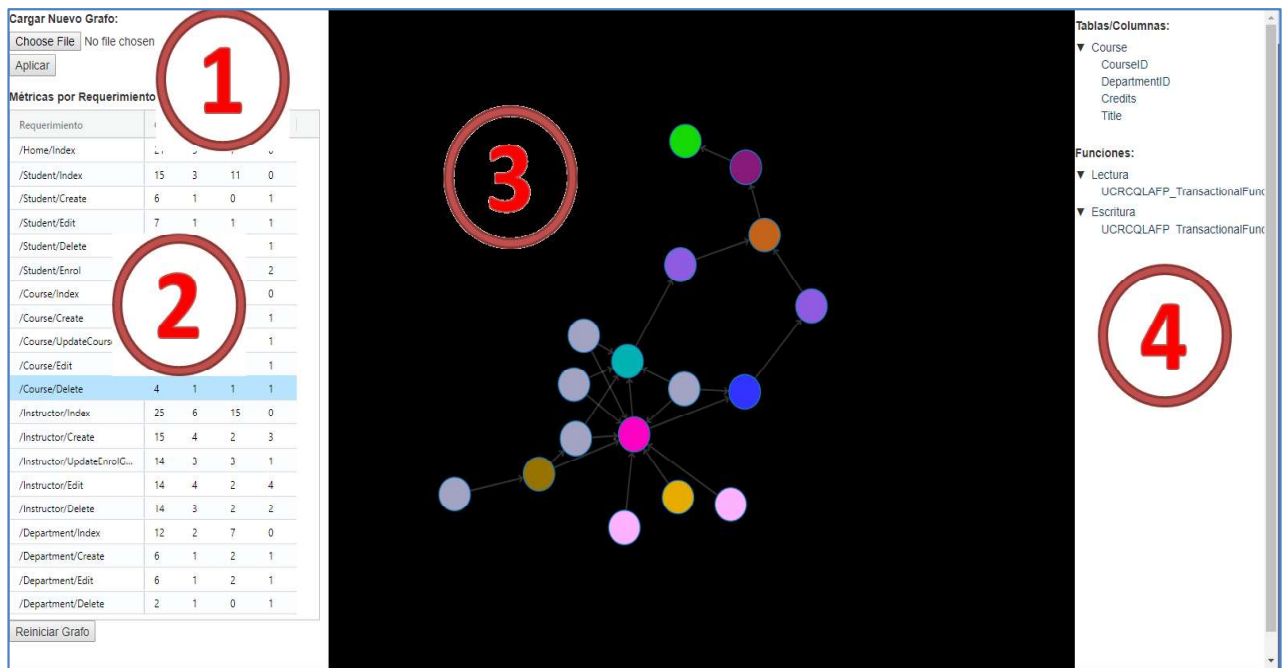 Cargar Nuevo Grafo:
Choose File No file chosen
Aplicar
1
Métricas por Requerimiento
Requerimiento
/Home/Index
/Student/Index 15 3 11 0
/Student/Create 6 1 0 1
/Student/Edit 7 1 1 1
/Student/Delete 1
/Student/Enrol 2
/Course/Index 0
/Course/Create 1
2
/Course/UpdateCours 1
/Course/Edit 1
/Course/Delete 4 1 1 1
/Instructor/Index 25 6 15 0
/Instructor/Create 15 4 2 3
/Instructor/UpdateEnrolG... 14 3 3 1
/Instructor/Edit 14 4 2 4
/Instructor/Delete 14 3 2 2
/Department/Index 12 2 7 0
/Department/Create 6 1 2 1
/Department/Edit 6 1 2 1
/Department/Delete 2 1 0 1
Reiniciar Grafo
3
Tablas/Columnas:
▼ Course
CourseID
DepartmentID
Credits
Title
Funciones:
▼ Lectura
UCRCQLAFP_TransactionalFunc
▼ Escritura
UCRCQLAFP_TransactionalFunc
4